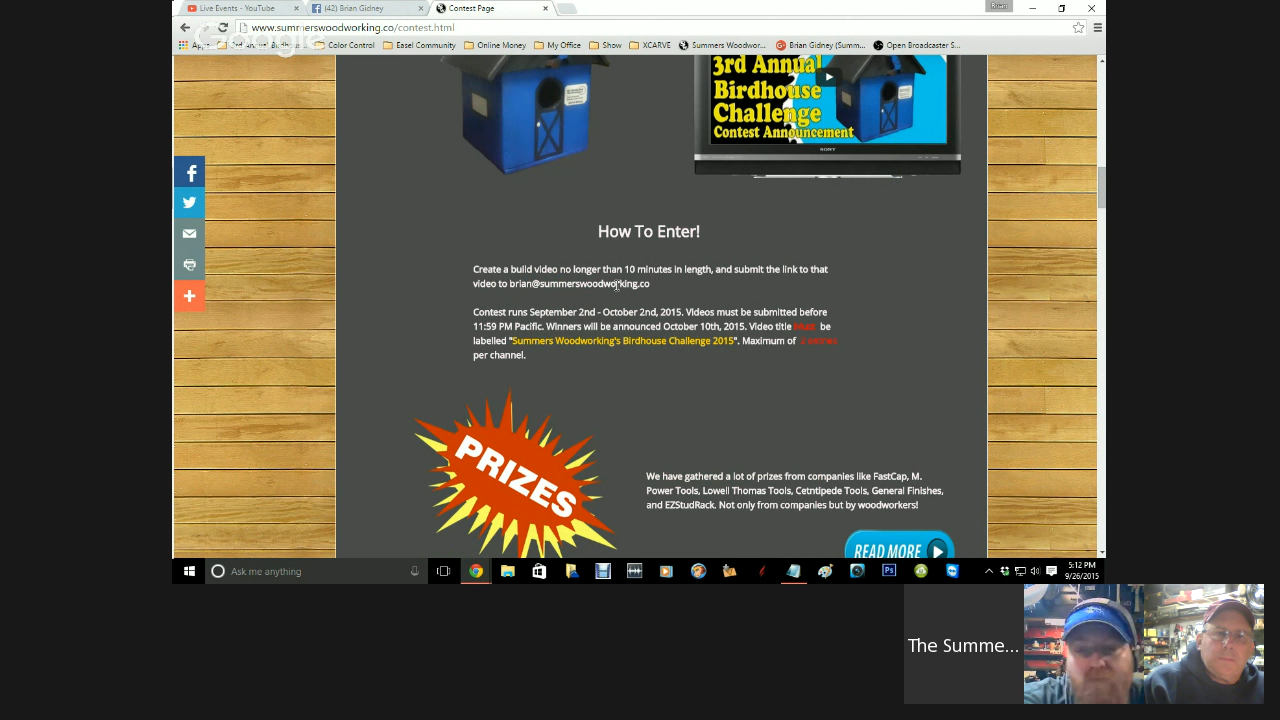 Live Events - YouTube
(42) Brian Gidney
Contest Page
Brian
www.summerswoodworking.co/contest.html
Google
Color Control
Easel Community
Online Money
My Office
Show
XCARVE
Summers Woodwor...
Brian Gidney (Summ...
Open Broadcaster S...
3rd Annual
Birdhouse
Challenge
Contest Announcement
SONY
How To Enter!
Create a build video no longer than 10 minutes in length, and submit the link to that
video to brian@summerswoodworking.co
Contest runs September 2nd - October 2nd, 2015. Videos must be submitted before
11:59 PM Pacific. Winners will be announced October 10th, 2015. Video title must be
labelled "Summers Woodworking's Birdhouse Challenge 2015". Maximum of 2 entries
per channel.
PRIZES
We have gathered a lot of prizes from companies like FastCap, M.
Power Tools, Lowell Thomas Tools, Cetntipede Tools, General Finishes,
and EZStudRack. Not only from companies but by woodworkers!
READ MORE
Ask me anything
5:12 PM
9/26/2015
The Summe...